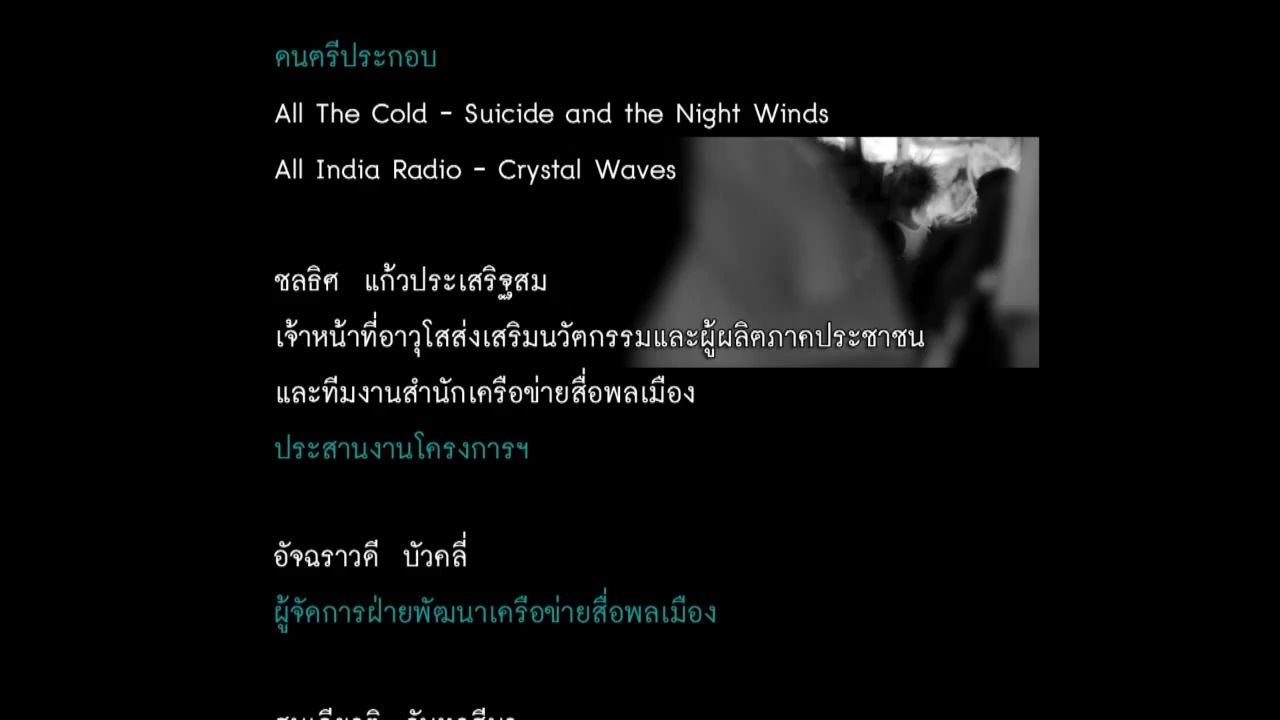 ดนตรีประกอบ
All The Cold - Suicide and the Night Winds
All India Radio - Crystal Waves
ชลธิศ แก้วประเสริฐสม
เจ้าหน้าที่อาวุโสส่งเสริมนวัตกรรมและผู้ผลิตภาคประชาชน
และทีมงานสำนักเครือข่ายสื่อพลเมือง
ประสานงานโครงการฯ
อัจฉราวดี บัวคลี่
ผู้จัดการฝ่ายพัฒนาเครือข่ายสื่อพลเมือง